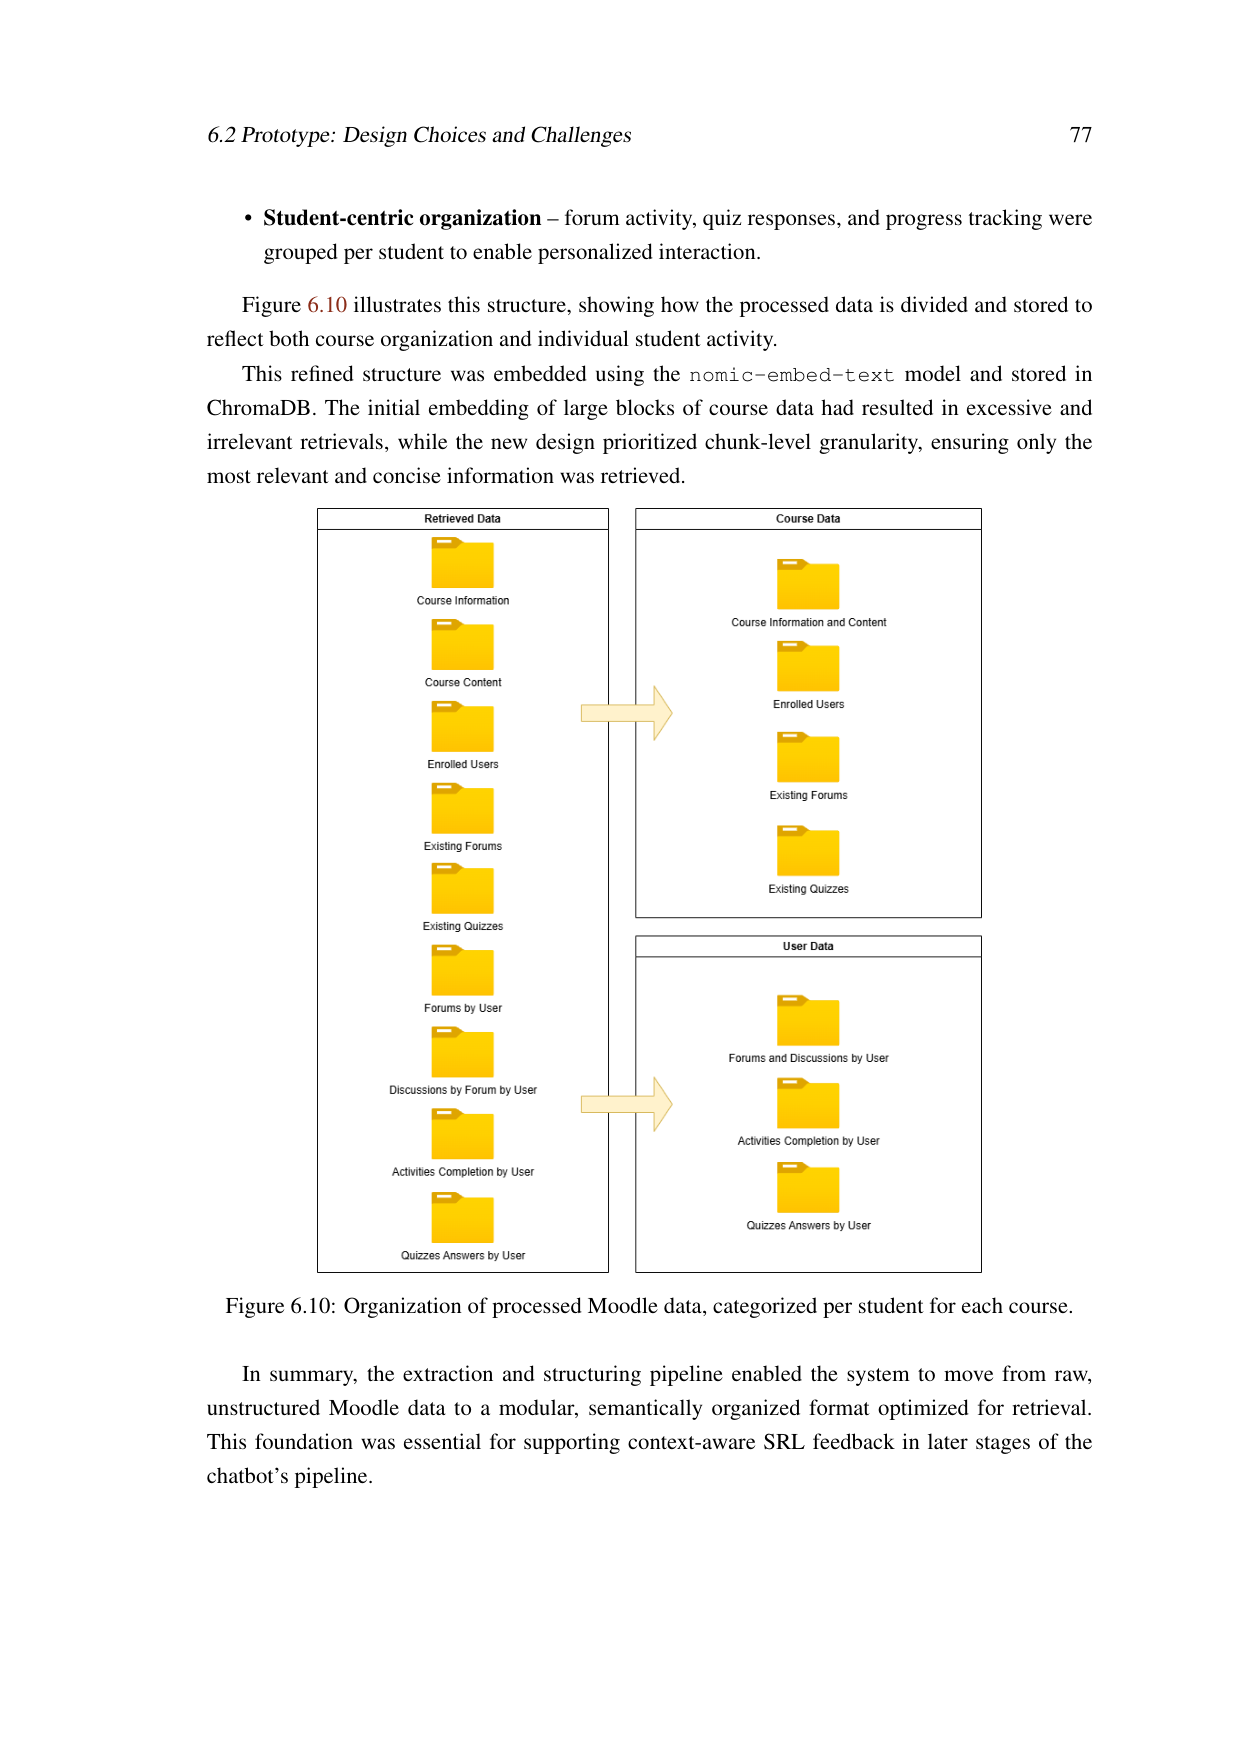 6.2 Prototype: Design Choices and Challenges 77
• Student-centric organization – forum activity, quiz responses, and progress tracking were
grouped per student to enable personalized interaction.
Figure 6.10 illustrates this structure, showing how the processed data is divided and stored to
reflect both course organization and individual student activity.
This refined structure was embedded using the nomic-embed-text model and stored in
ChromaDB. The initial embedding of large blocks of course data had resulted in excessive and
irrelevant retrievals, while the new design prioritized chunk-level granularity, ensuring only the
most relevant and concise information was retrieved.
Retrieved Data
Course Information
Course Content
Enrolled Users
Existing Forums
Existing Quizzes
Forums by User
Discussions by Forum by User
Activities Completion by User
Quizzes Answers by User
Course Data
Course Information and Content
Enrolled Users
Existing Forums
Existing Quizzes
User Data
Forums and Discussions by User
Activities Completion by User
Quizzes Answers by User
Figure 6.10: Organization of processed Moodle data, categorized per student for each course.
In summary, the extraction and structuring pipeline enabled the system to move from raw,
unstructured Moodle data to a modular, semantically organized format optimized for retrieval.
This foundation was essential for supporting context-aware SRL feedback in later stages of the
chatbot's pipeline.